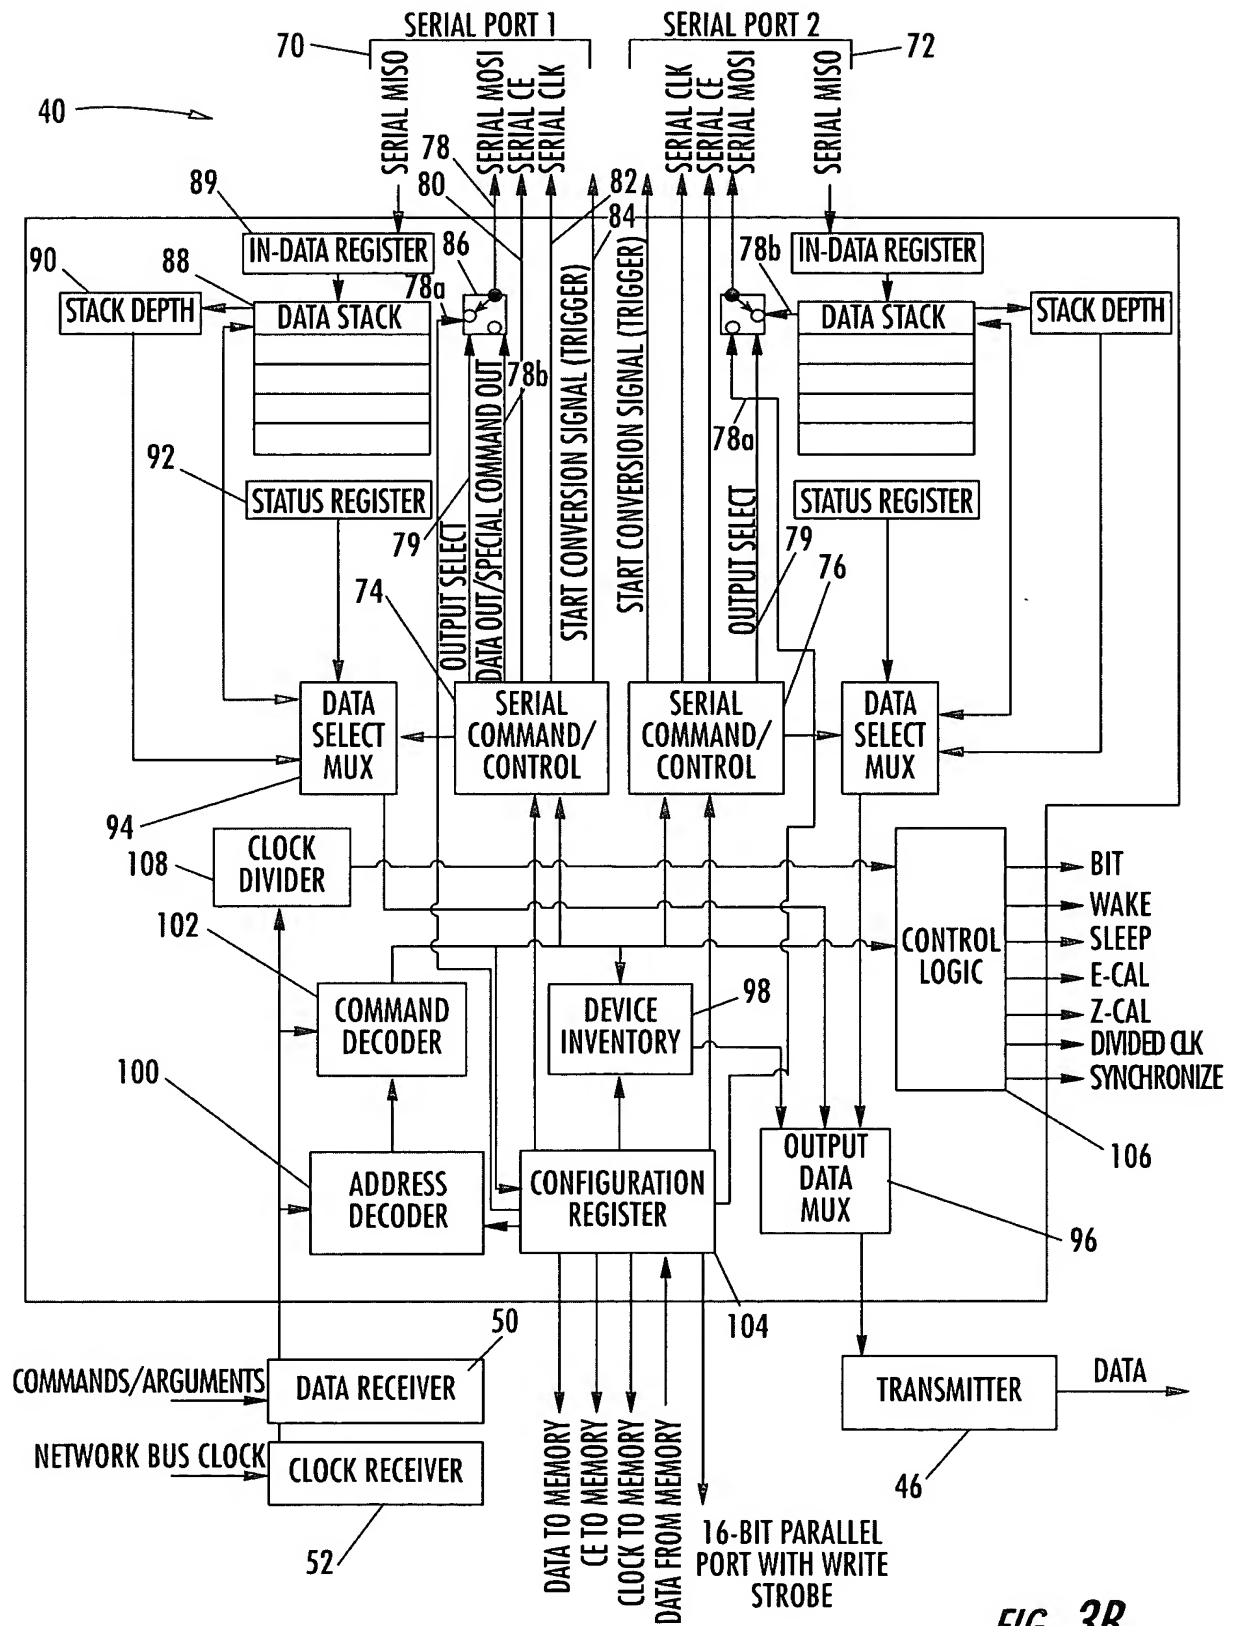 SERIAL PORT 1
SERIAL PORT 2
70
72
SERIAL MISO
SERIAL MOSI
SERIAL CE
SERIAL CLK
SERIAL CLK
SERIAL CE
SERIAL MOSI
SERIAL MISO
40
78
80
82
84
89
IN-DATA REGISTER
IN-DATA REGISTER
90
88
86
78a
78b
STACK DEPTH
DATA STACK
DATA STACK
STACK DEPTH
78b
78a
92
STATUS REGISTER
STATUS REGISTER
79
79
OUTPUT SELECT
DATA OUT/SPECIAL COMMAND OUT
START CONVERSION SIGNAL (TRIGGER)
START CONVERSION SIGNAL (TRIGGER)
OUTPUT SELECT
74
76
DATA
SELECT
MUX
SERIAL
COMMAND/
CONTROL
SERIAL
COMMAND/
CONTROL
DATA
SELECT
MUX
94
108
CLOCK
DIVIDER
BIT
WAKE
SLEEP
E-CAL
Z-CAL
DIVIDED CLK
SYNCHRONIZE
CONTROL
LOGIC
102
COMMAND
DECODER
DEVICE
INVENTORY
98
100
ADDRESS
DECODER
CONFIGURATION
REGISTER
OUTPUT
DATA
MUX
106
96
104
50
COMMANDS/ARGUMENTS
DATA RECEIVER
TRANSMITTER
DATA
NETWORK BUS CLOCK
CLOCK RECEIVER
46
52
DATA TO MEMORY
CE TO MEMORY
CLOCK TO MEMORY
DATA FROM MEMORY
16-BIT PARALLEL
PORT WITH WRITE
STROBE
FIG. 3B